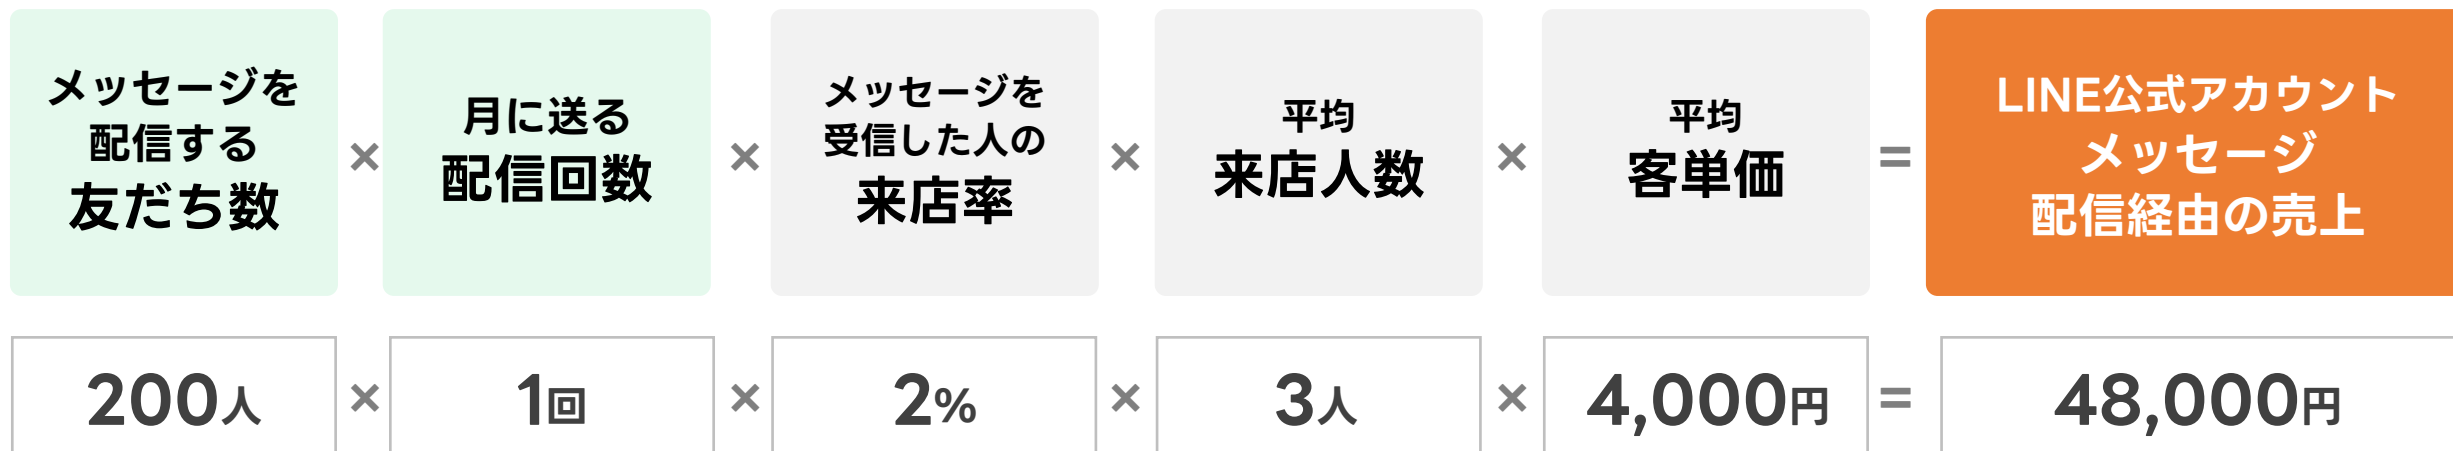 メッセージを
配信する
友だち数
×
月に送る
配信回数
×
メッセージを
受信した人の
来店率
×
平均
来店人数
×
平均
客単価
=
LINE公式アカウント
メッセージ
配信経由の売上
200人 × 1回 × 2% × 3人 × 4,000円 = 48,000円